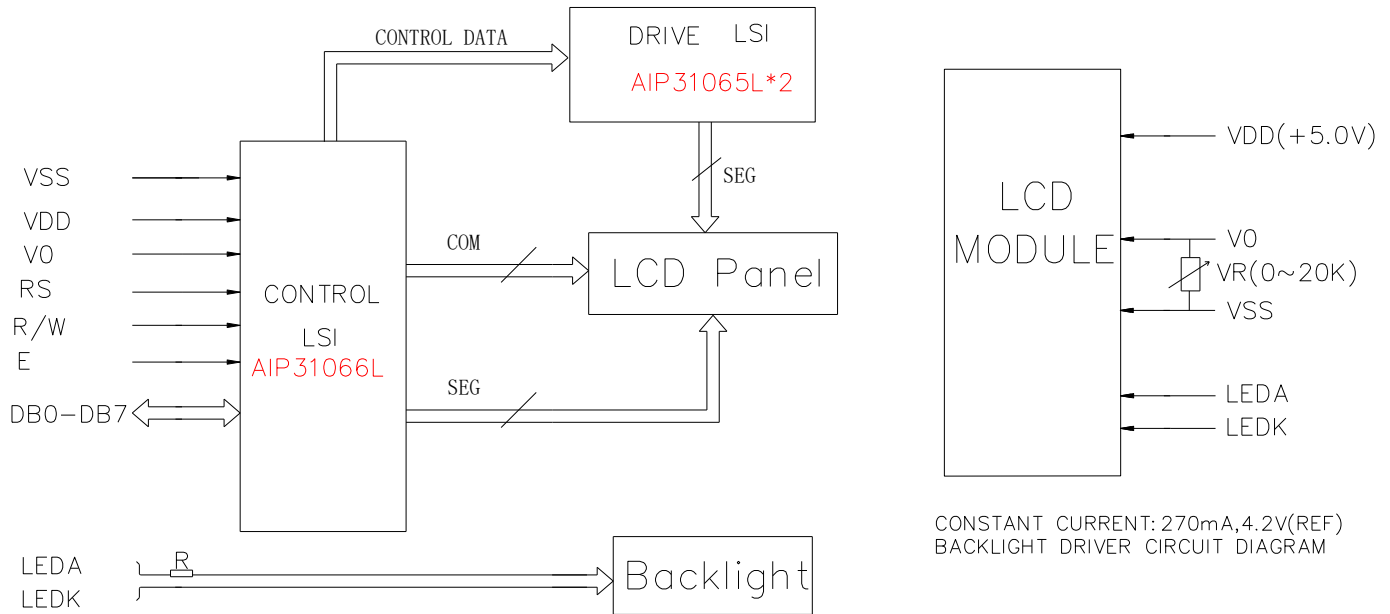 CONTROL DATA
DRIVE LSI
AIP31065L*2
SEG
VSS
VDD
V0
RS
R/W
E
DB0-DB7
CONTROL
LSI
AIP31066L
COM
LCD Panel
SEG
LEDA
LEDK
R
Backlight
LCD
MODULE
VDD(+5.0V)
V0
VR(0~20K)
VSS
LEDA
LEDK
CONSTANT CURRENT: 270mA,4.2V(REF)
BACKLIGHT DRIVER CIRCUIT DIAGRAM